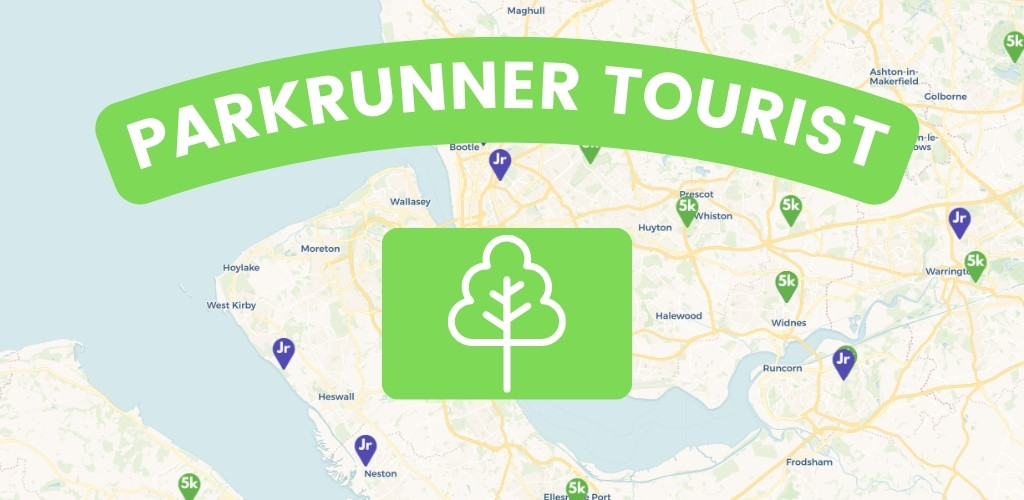 Maghull
5k
PARKRUNNER TOURIST
Ashton-in-
Makerfield
Golborne
Bootle
Jr
Prescot
Wallasey
5k
Whiston
5k
Jr
Huyton
Moreton
Hoylake
5k
Warrington
West Kirby
5k
Halewood
Widnes
Jr
Jr
Runcorn
Heswall
Jr
Neston
Frodsham
5k
5k
Port